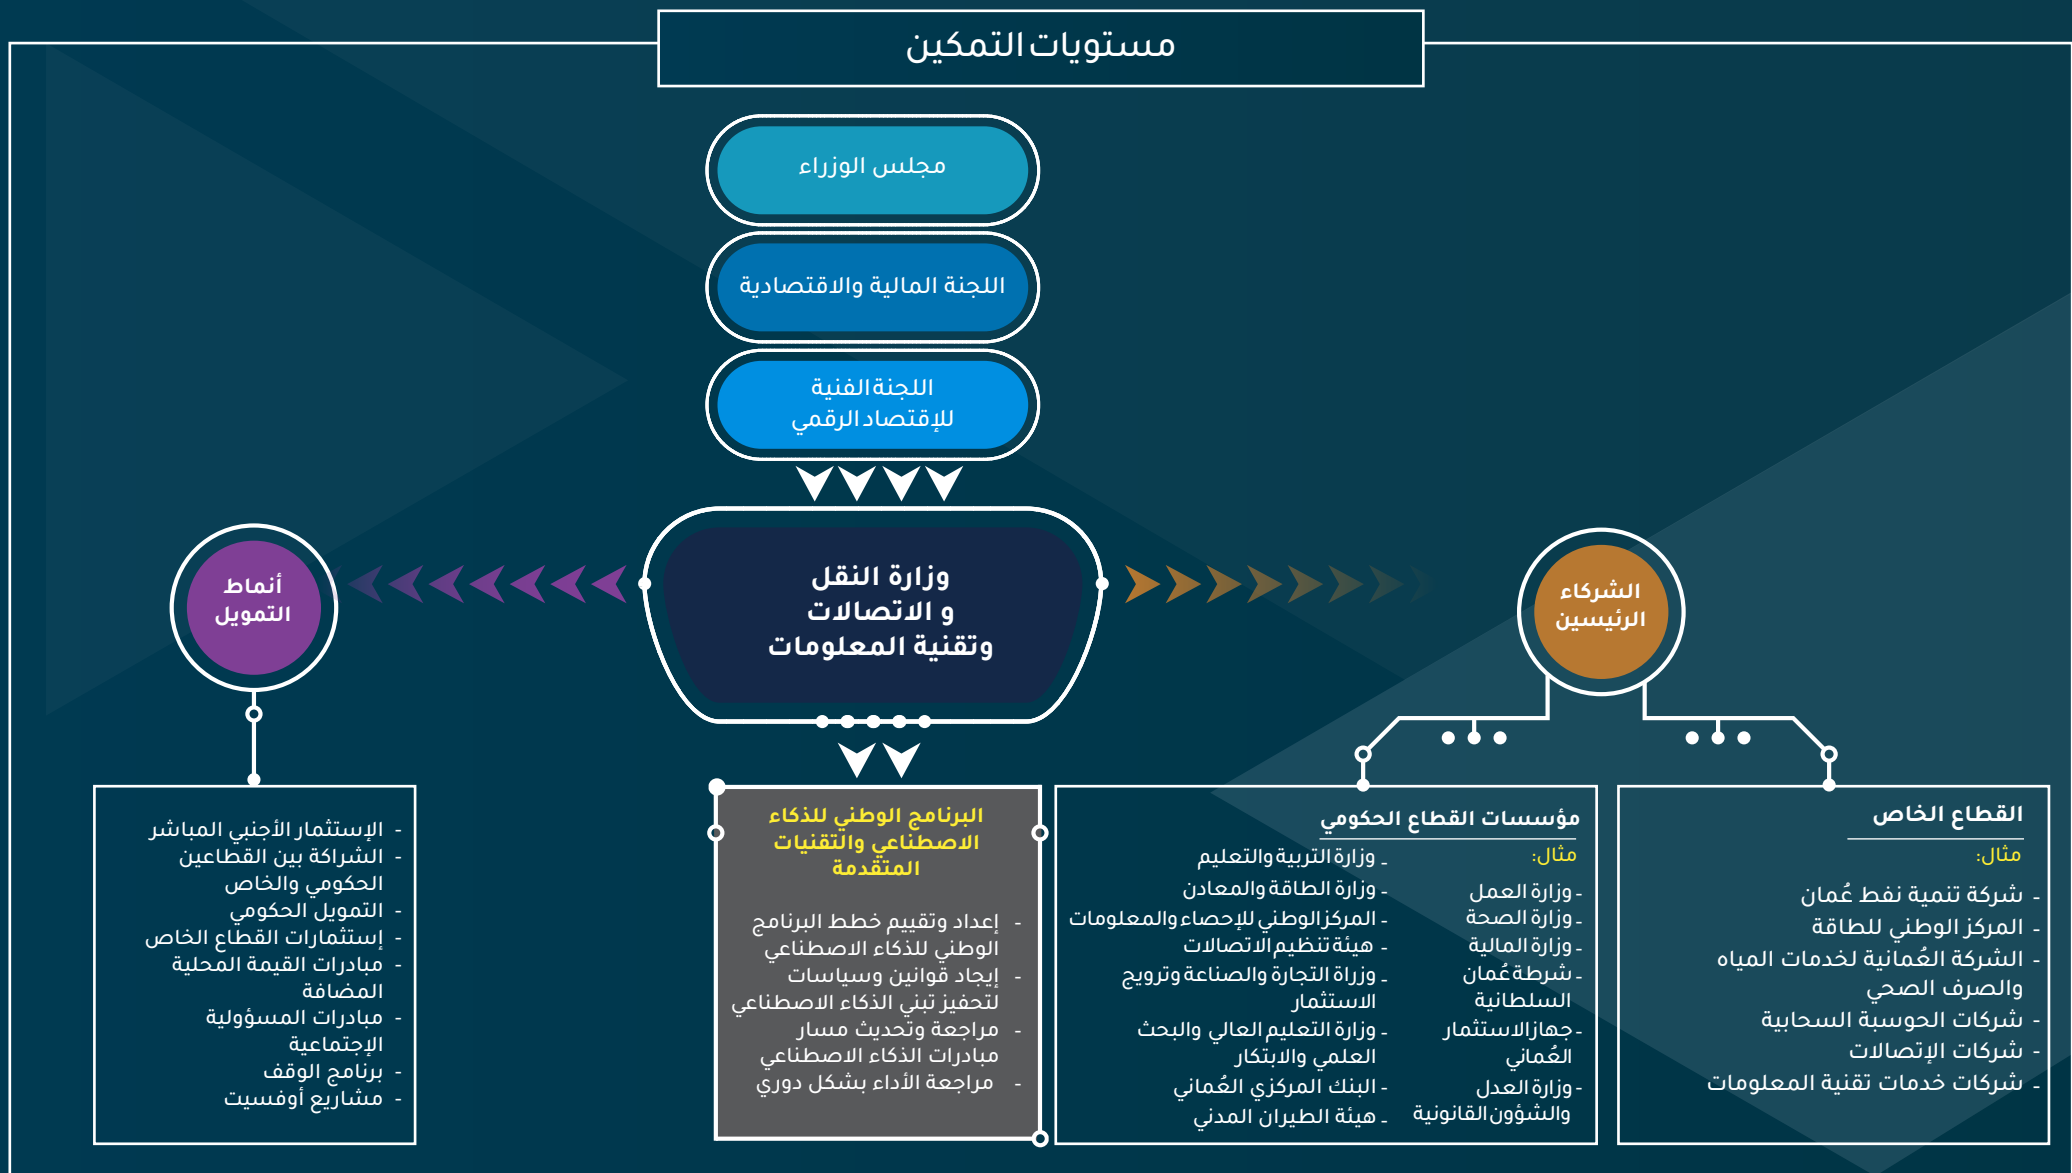 مستويات التمكين
مجلس الوزراء
اللجنة المالية والاقتصادية
اللجنة الفنية
للإقتصاد الرقمي
وزارة النقل
و الاتصالات
وتقنية المعلومات
الشركاء
الرئيسين
أنماط
التمويل
القطاع الخاص
مثال:
- شركة تنمية نفط عُمان
- المركز الوطني للطاقة
- الشركة العُمانية لخدمات المياه
والصرف الصحي
- شركات الحوسبة السحابية
- شركات الإتصالات
- شركات خدمات تقنية المعلومات
مؤسسات القطاع الحكومي
مثال:
- وزارة العمل
- وزارة الصحة
- وزارة المالية
- شرطة عُمان
السلطانية
- جهاز الاستثمار
العُماني
- وزارة العدل
والشؤون القانونية
- وزارة التربية والتعليم
- وزارة الطاقة والمعادن
- المركز الوطني للإحصاء والمعلومات
- هيئة تنظيم الاتصالات
- وزراة التجارة والصناعة وترويج
الاستثمار
- وزارة التعليم العالي والبحث
العلمي والابتكار
- البنك المركزي العُماني
- هيئة الطيران المدني
البرنامج الوطني للذكاء
الاصطناعي والتقنيات
المتقدمة
- إعداد وتقييم خطط البرنامج
الوطني للذكاء الاصطناعي
- إيجاد قوانين وسياسات
لتحفيز تبني الذكاء الاصطناعي
- مراجعة وتحديث مسار
مبادرات الذكاء الاصطناعي
- مراجعة الأداء بشكل دوري
- الإستثمار الأجنبي المباشر
- الشراكة بين القطاعين
الحكومي والخاص
- التمويل الحكومي
- إستثمارات القطاع الخاص
- مبادرات القيمة المحلية
المضافة
- مبادرات المسؤولية
الإجتماعية
- برنامج الوقف
- مشاريع أوفسيت